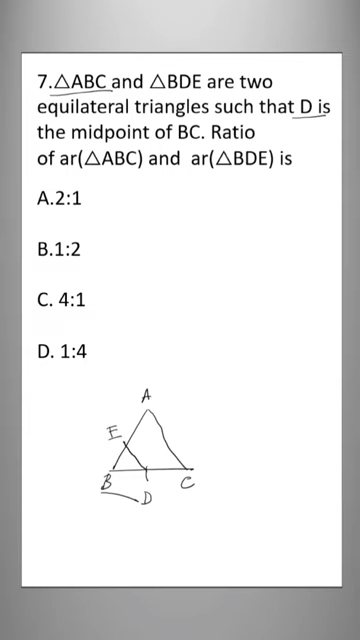 7.△ABC and △BDE are two
equilateral triangles such that D is
the midpoint of BC. Ratio
of ar(△ABC) and ar(△BDE) is
A.2:1
B.1:2
C. 4:1
D. 1:4
A
E
B
D
C